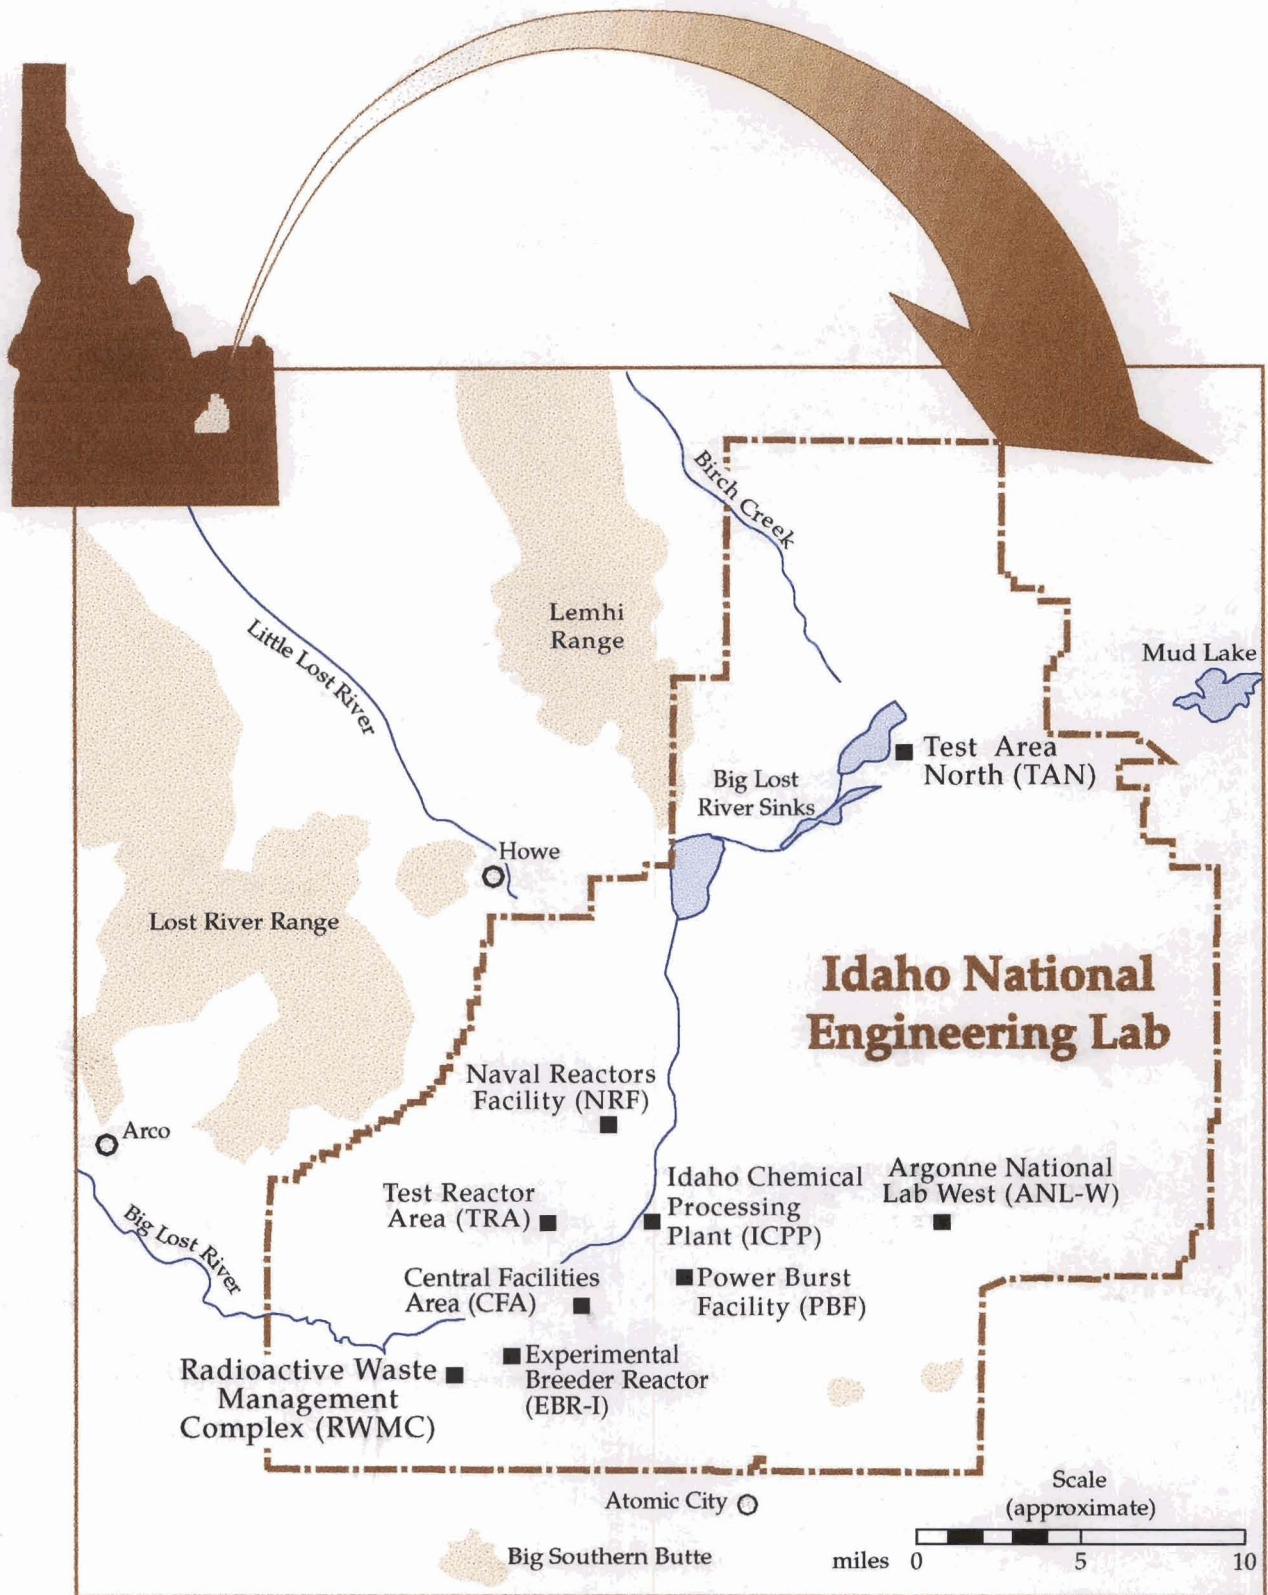 Birch Creek
Lemhi
Range
Little Lost River
Mud Lake
Test Area
North (TAN)
Big Lost
River Sinks
Howe
Lost River Range
Idaho National
Engineering Lab
Naval Reactors
Facility (NRF)
Arco
Idaho Chemical
Processing
Plant (ICPP)
Argonne National
Lab West (ANL-W)
Test Reactor
Area (TRA)
Big Lost River
Central Facilities
Area (CFA)
Power Burst
Facility (PBF)
Radioactive Waste
Management
Complex (RWMC)
Experimental
Breeder Reactor
(EBR-I)
Atomic City
Scale
(approximate)
Big Southern Butte
miles 0 5 10